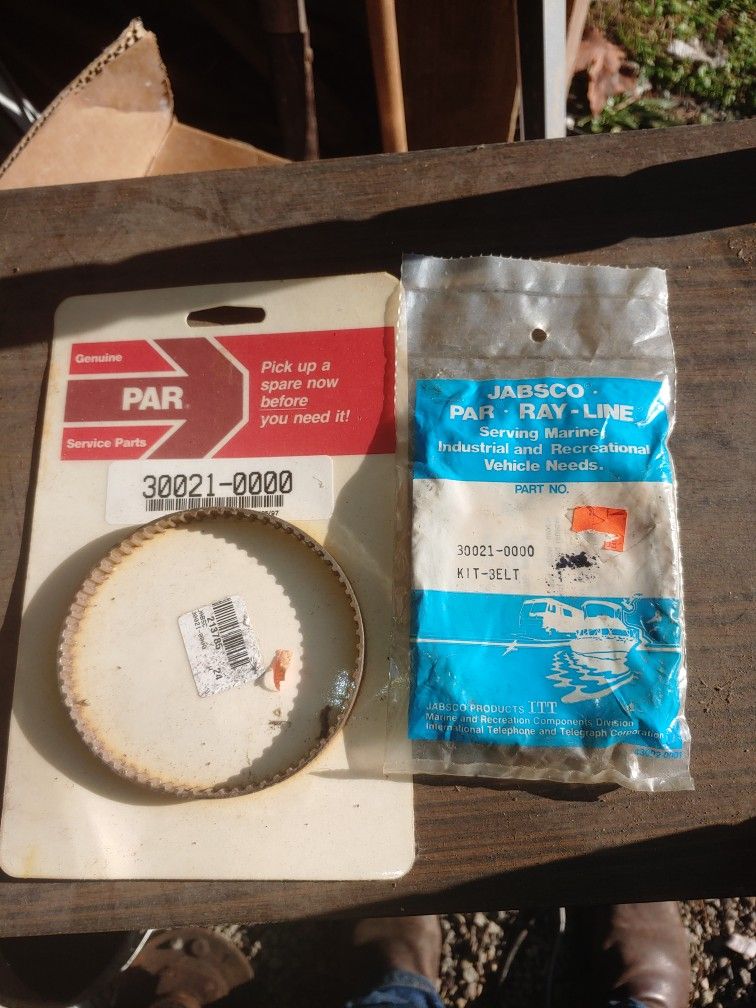 Genuine
PAR
Service Parts
Pick up a
spare now
before
you need it!
30021-0000
213785
24
JABSCO
PAR · RAY-LINE
Serving Marine,
Industrial and Recreational
Vehicle Needs.
PART NO.
30021-0000
KIT-BELT
JABSCO PRODUCTS ITT
Marine and Recreation Components Division
International Telephone and Telegraph Corporation